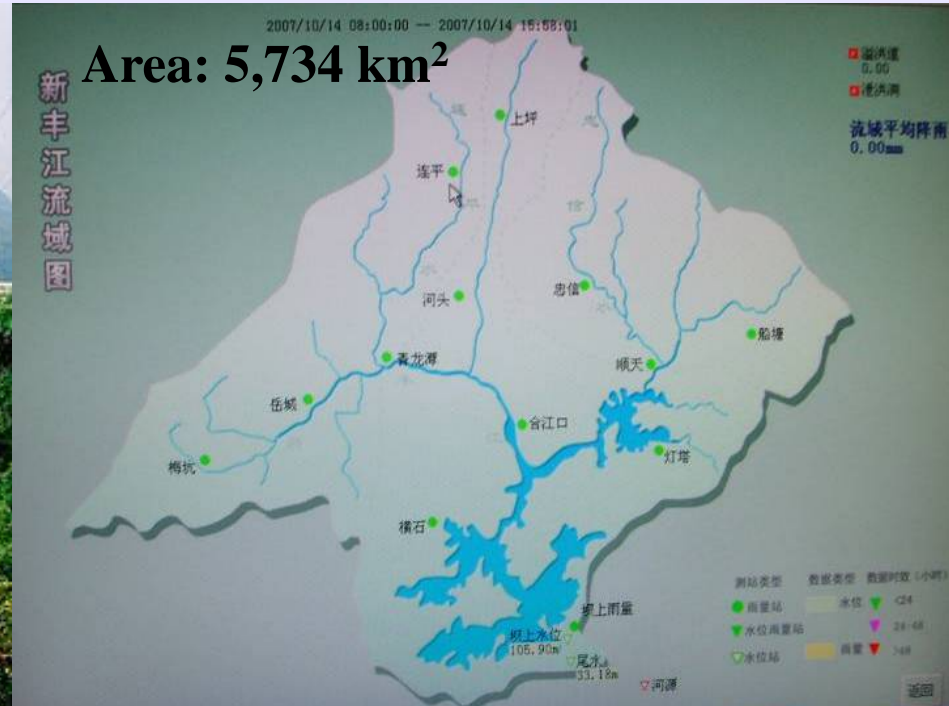 2007/10/14 08:00:00 -- 2007/10/14 15:58:01
Area: 5,734 km²
新丰江流域图
溢洪道
0.00
泄洪洞
流域平均降雨
0.00mm
上坪
连平
忠
信
水
河头
忠信
船塘
青龙潭
顺天
岳城
合江口
江
灯塔
梅坑
横石
坝上雨量
坝上水位
105.90m
尾水
33.18m
河源
测站类型 数据类型 数据时效(小时)
雨量站 水位 <24
水位雨量站 24-48
水位站 雨量 >48
返回